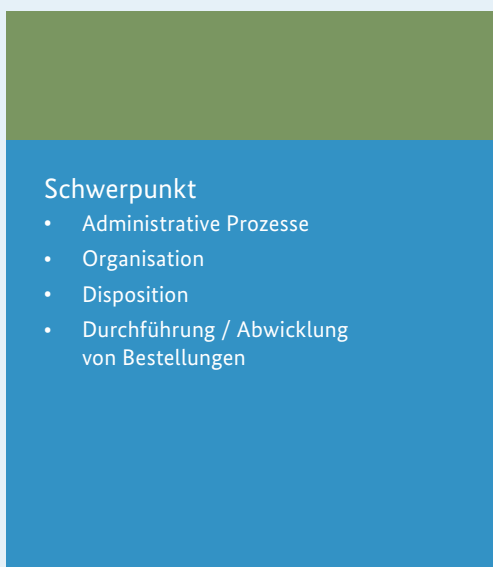 Schwerpunkt
• Administrative Prozesse
• Organisation
• Disposition
• Durchführung / Abwicklung
von Bestellungen